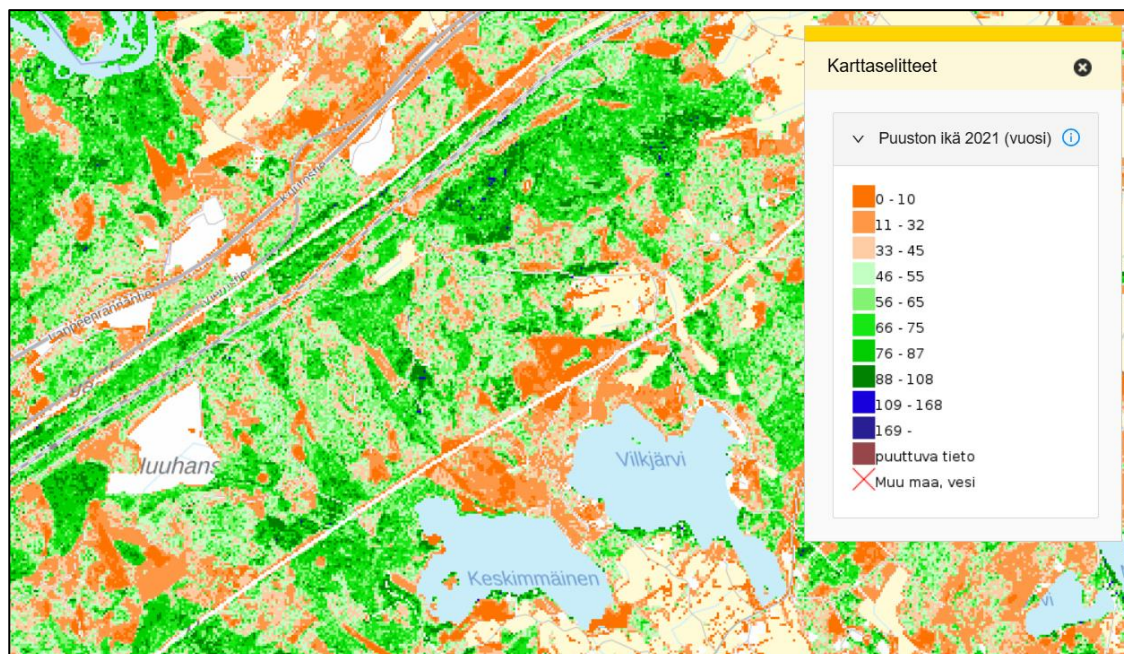 Karttaselitteet
Puuston ikä 2021 (vuosi)
0 - 10
11 - 32
33 - 45
46 - 55
56 - 65
66 - 75
76 - 87
88 - 108
109 - 168
169 -
puuttuva tieto
Muu maa, vesi
Vilkjärvi
Keskimmäinen